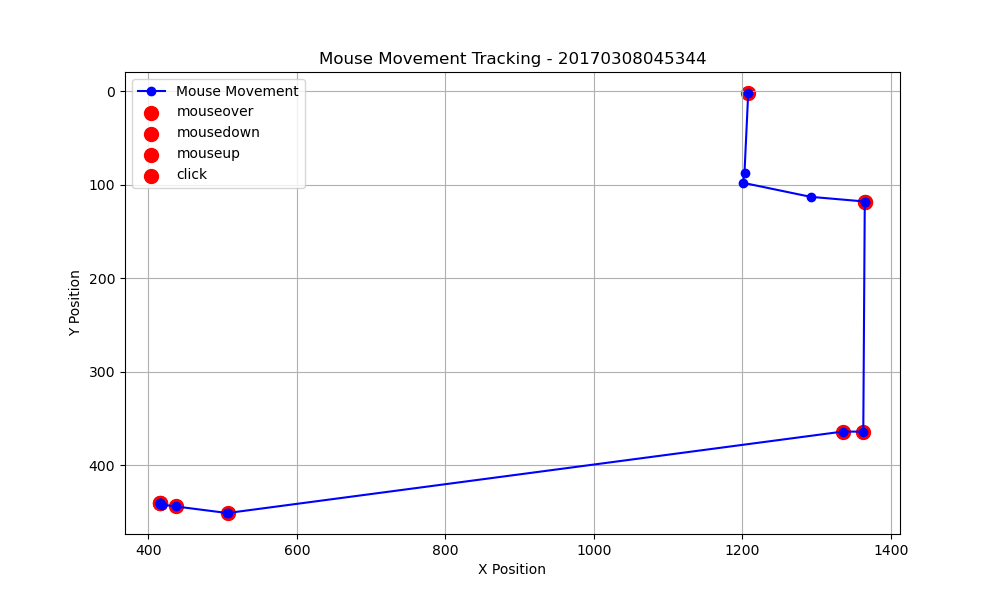 Mouse Movement Tracking - 20170308045344
Mouse Movement
mouseover
mousedown
mouseup
click
0
100
200
300
400
Y Position
400 600 800 1000 1200 1400
X Position